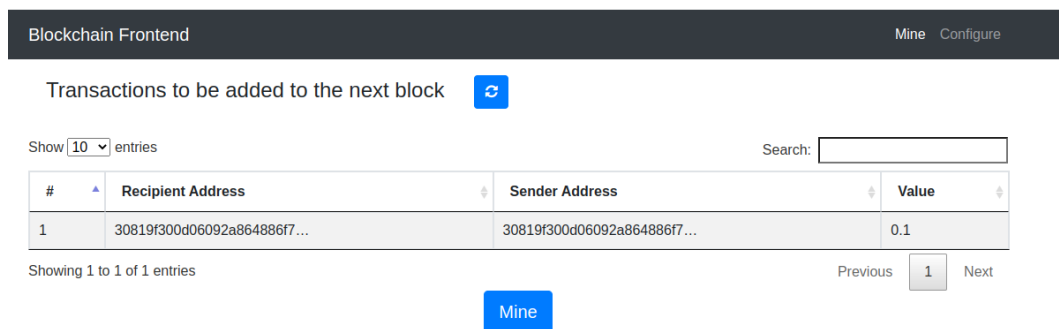 Blockchain Frontend Mine Configure
Transactions to be added to the next block
Show 10 entries Search:
# Recipient Address Sender Address Value
1 30819f300d06092a864886f7... 30819f300d06092a864886f7... 0.1
Showing 1 to 1 of 1 entries Previous 1 Next
Mine